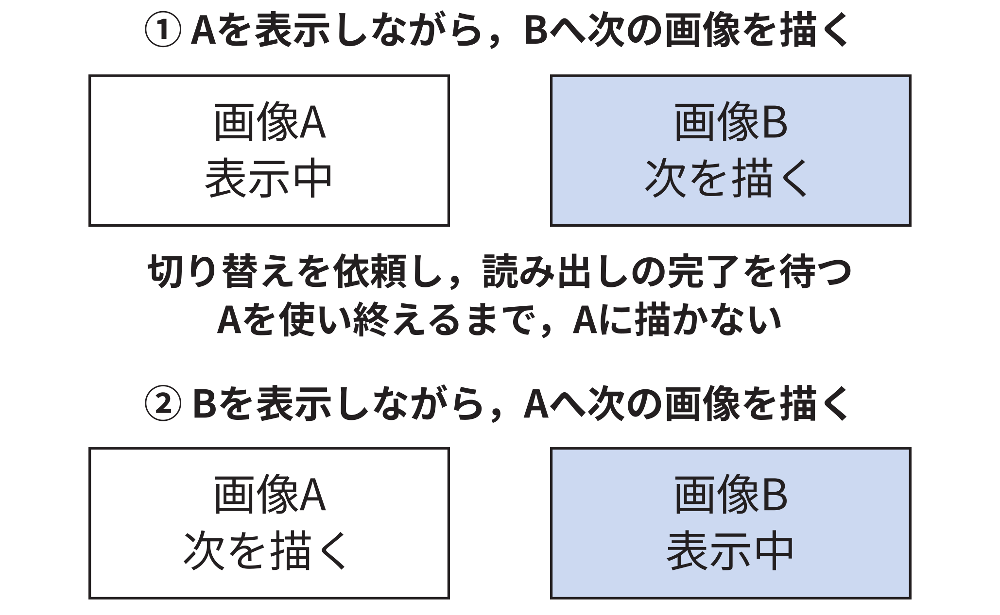 ① Aを表示しながら，Bへ次の画像を描く
画像A
表示中
画像B
次を描く
切り替えを依頼し，読み出しの完了を待つ
Aを使い終えるまで，Aに描かない
② Bを表示しながら，Aへ次の画像を描く
画像A
次を描く
画像B
表示中